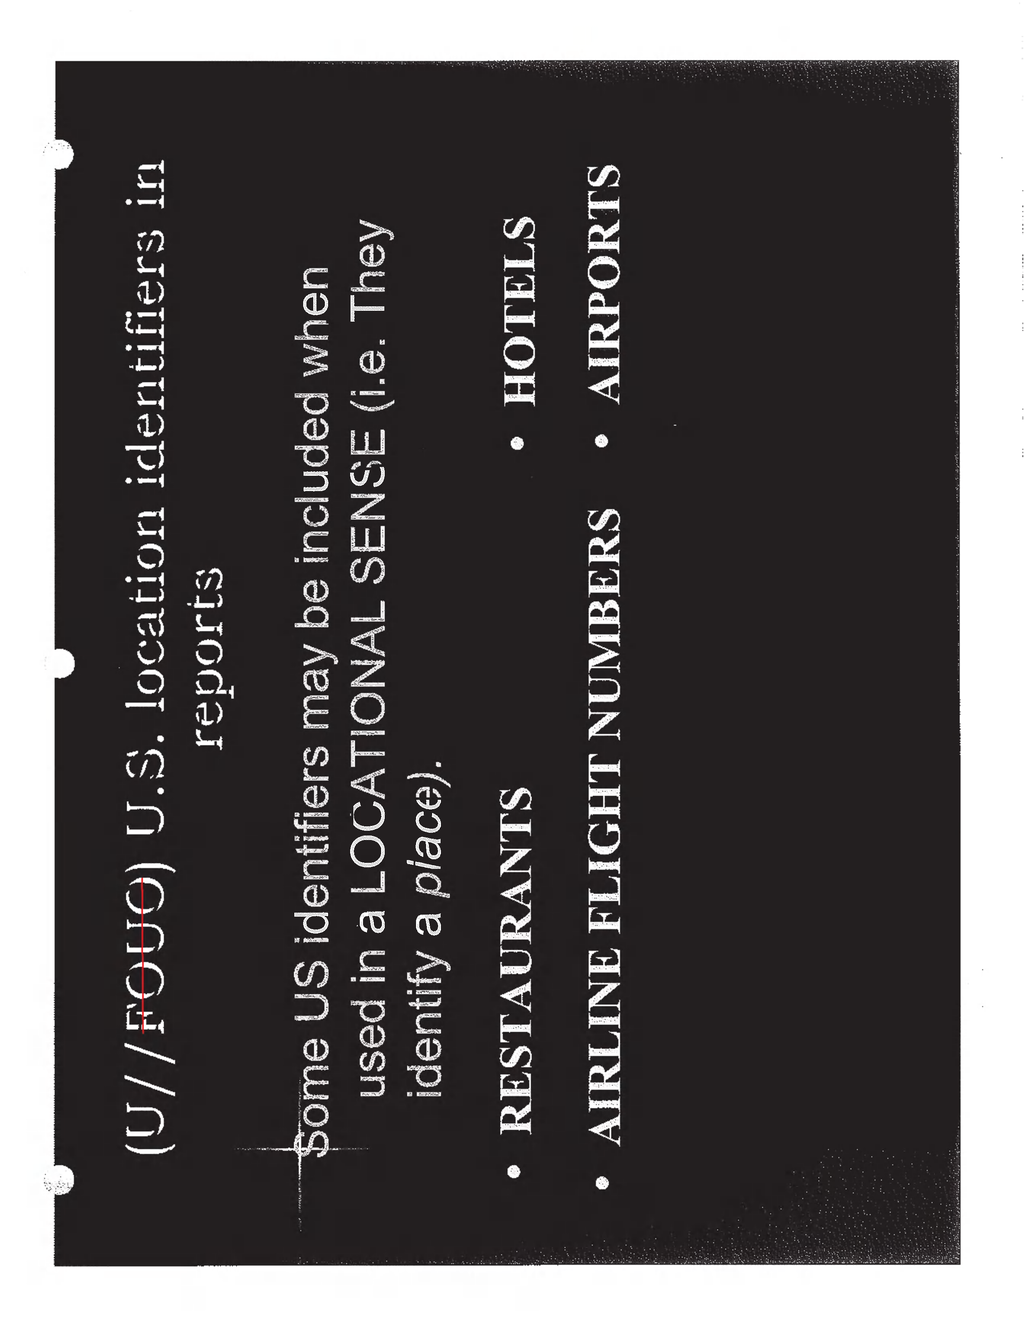 (U//FOUO) U.S. location identifiers in
reports
Some US identifiers may be included when
used in a LOCATIONAL SENSE (i.e. They
identify a place).
• RESTAURANTS • HOTELS
• AIRLINE FLIGHT NUMBERS • AIRPORTS